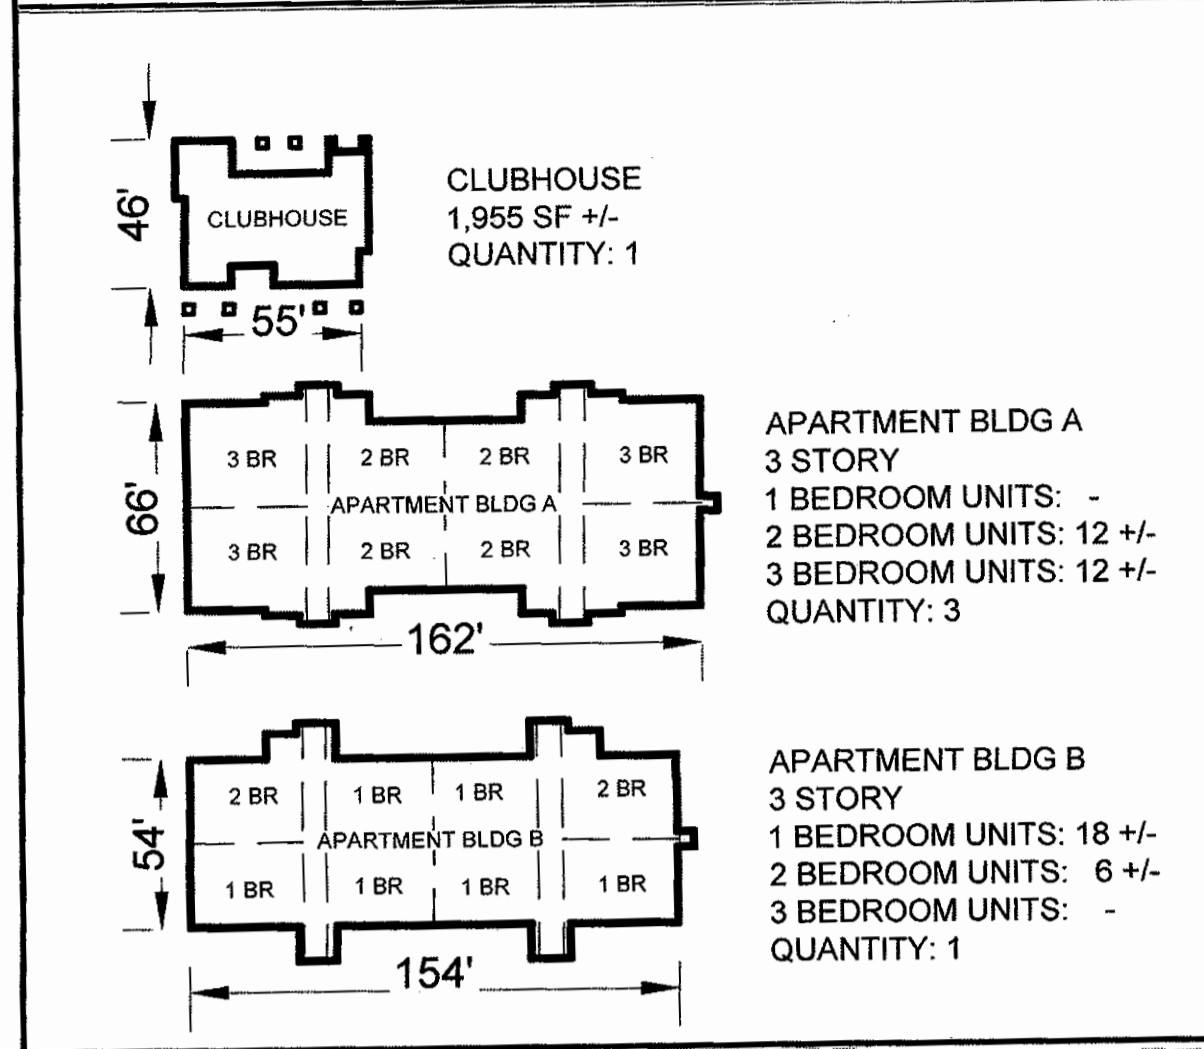 46'
CLUBHOUSE
55'
CLUBHOUSE
1,955 SF +/-
QUANTITY: 1
66'
3 BR 2 BR 2 BR 3 BR
APARTMENT BLDG A
3 BR 2 BR 2 BR 3 BR
162'
APARTMENT BLDG A
3 STORY
1 BEDROOM UNITS: -
2 BEDROOM UNITS: 12 +/-
3 BEDROOM UNITS: 12 +/-
QUANTITY: 3
54'
2 BR 1 BR 1 BR 2 BR
APARTMENT BLDG B
1 BR 1 BR 1 BR 1 BR
154'
APARTMENT BLDG B
3 STORY
1 BEDROOM UNITS: 18 +/-
2 BEDROOM UNITS: 6 +/-
3 BEDROOM UNITS: -
QUANTITY: 1